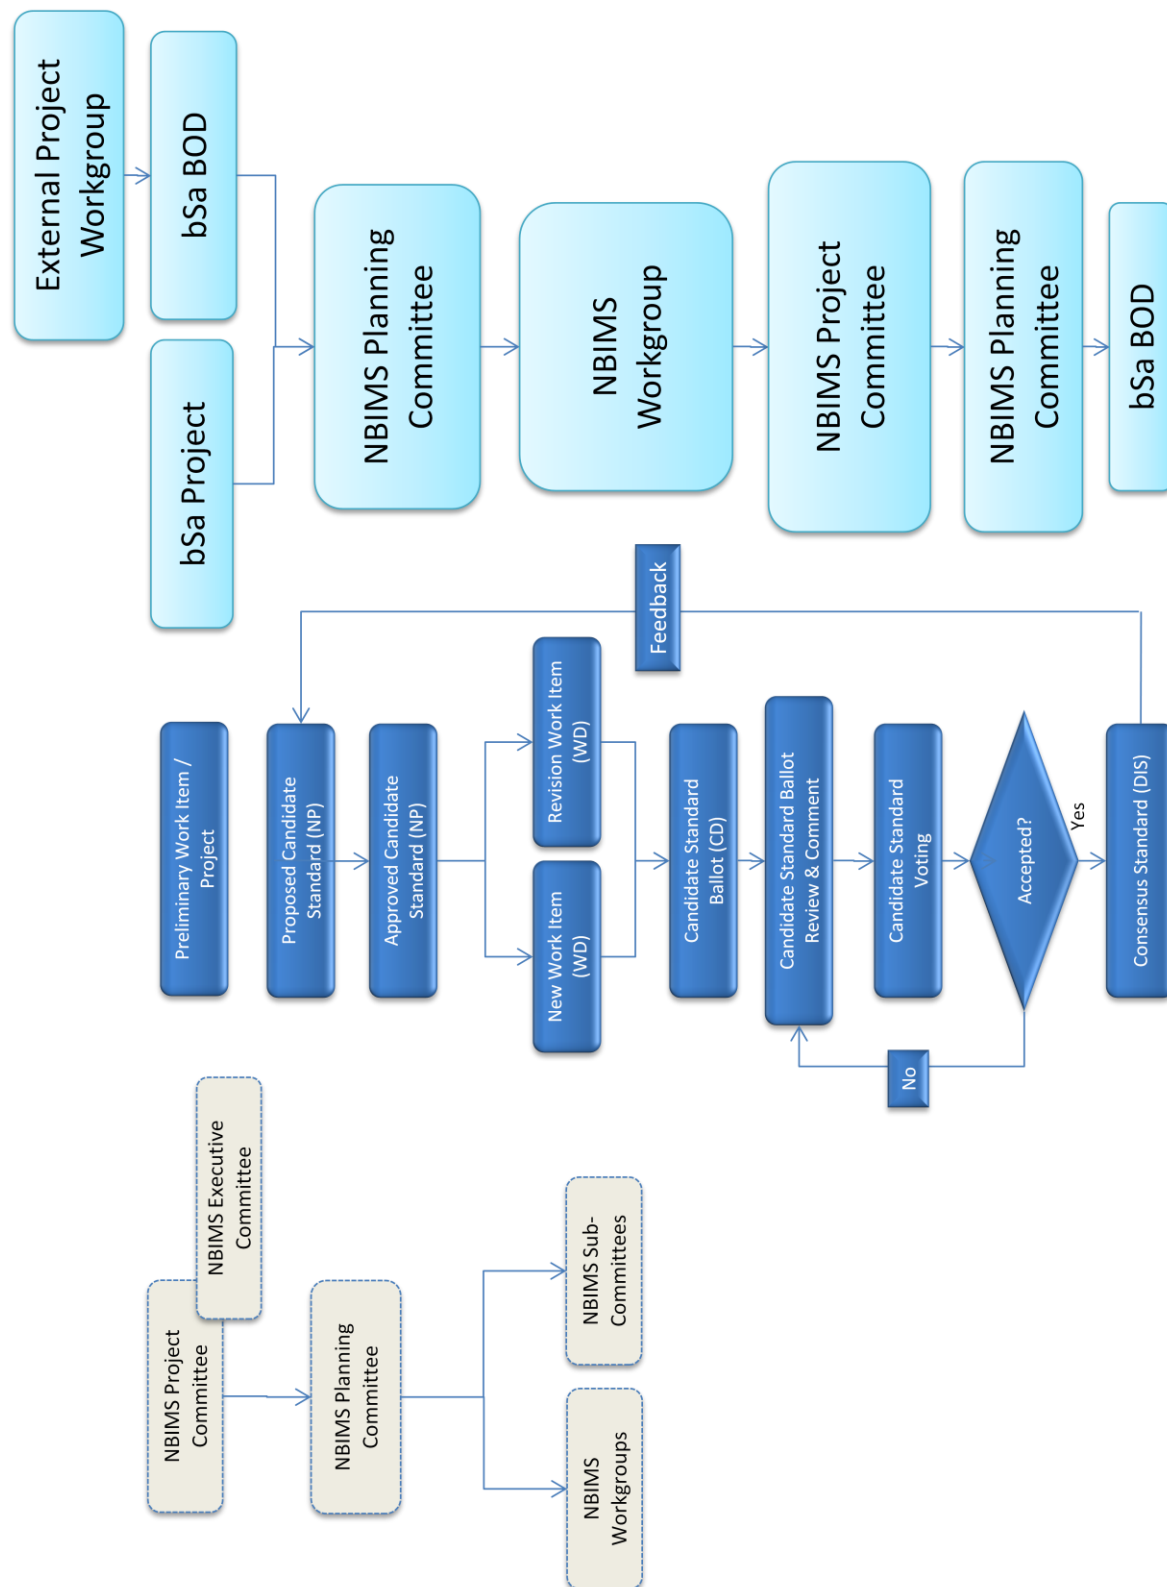 External Project
Workgroup
bSa BOD
bSa Project
NBIMS Planning
Committee
NBIMS
Workgroup
NBIMS Project
Committee
NBIMS Planning
Committee
bSa BOD
Preliminary Work Item /
Project
Proposed Candidate
Standard (NP)
Approved Candidate
Standard (NP)
New Work Item
(WD)
Revision Work Item
(WD)
Feedback
Candidate Standard
Ballot (CD)
Candidate Standard Ballot
Review & Comment
Candidate Standard
Voting
No
Accepted?
Yes
Consensus Standard (DIS)
NBIMS Project
Committee
NBIMS Executive
Committee
NBIMS Planning
Committee
NBIMS
Workgroups
NBIMS Sub-
Committees